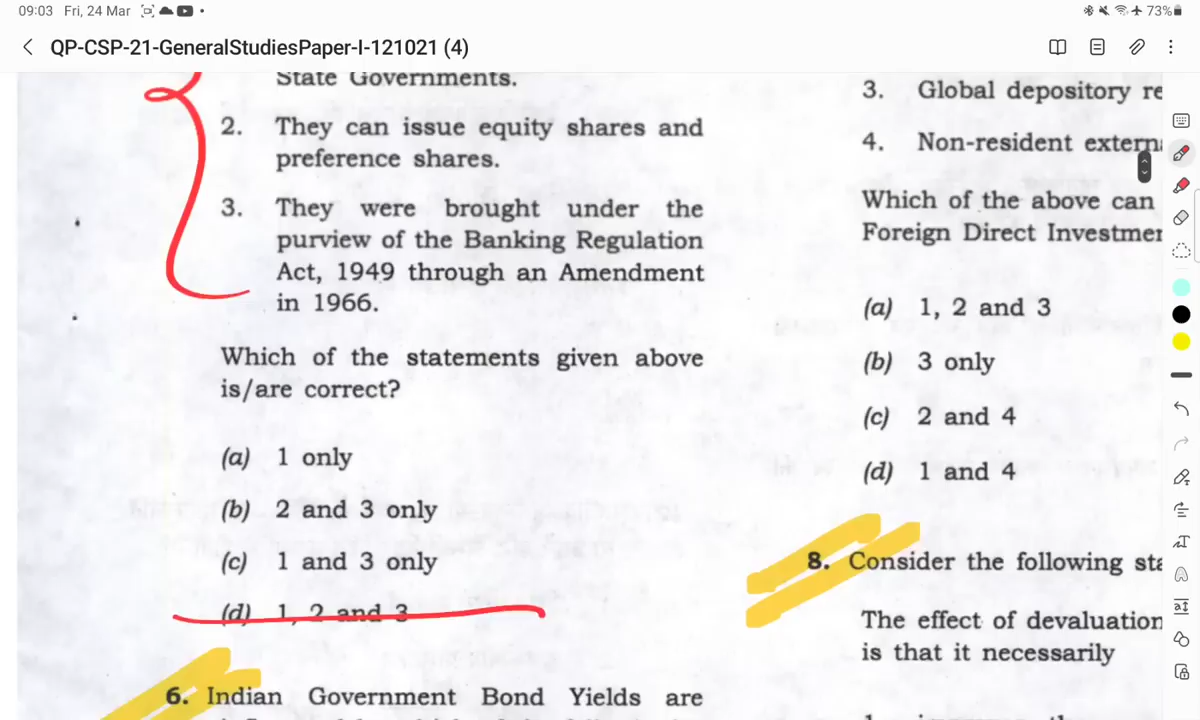 09:03 Fri, 24 Mar
73%
QP-CSP-21-GeneralStudiesPaper-I-121021 (4)
State Governments.
2. They can issue equity shares and
preference shares.
3. They were brought under the
purview of the Banking Regulation
Act, 1949 through an Amendment
in 1966.
Which of the statements given above
is/are correct?
(a) 1 only
(b) 2 and 3 only
(c) 1 and 3 only
(d) 1, 2 and 3
6. Indian Government Bond Yields are
3. Global depository re
4. Non-resident externa
Which of the above can
Foreign Direct Investmen
(a) 1, 2 and 3
(b) 3 only
(c) 2 and 4
(d) 1 and 4
8. Consider the following sta
The effect of devaluation
is that it necessarily